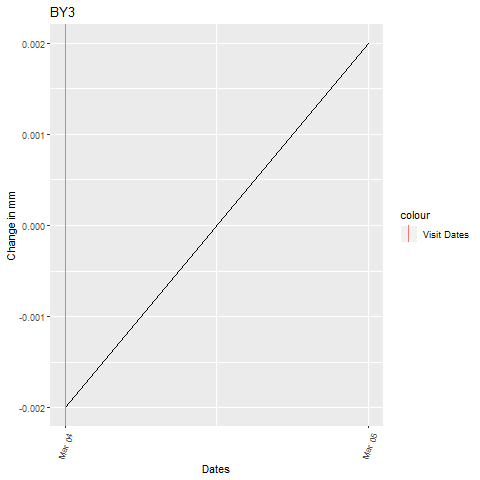 BY3
0.002
0.001
0.000
-0.001
-0.002
Change in mm
Mar 04
Mar 05
Dates
colour
Visit Dates